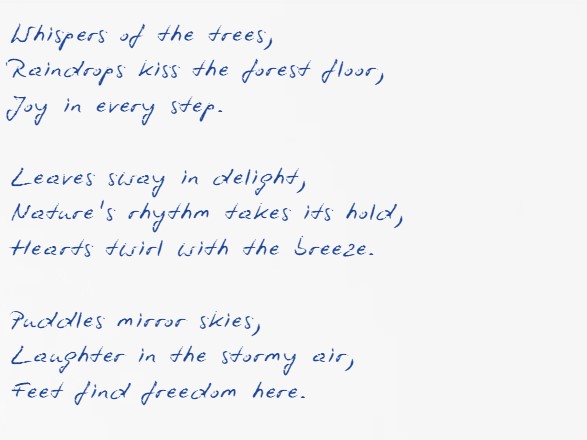 Whispers of the trees,
Raindrops kiss the forest floor,
Joy in every step.

Leaves sway in delight,
Nature's rhythm takes its hold,
Hearts twirl with the breeze.

Puddles mirror skies,
Laughter in the stormy air,
Feet find freedom here.